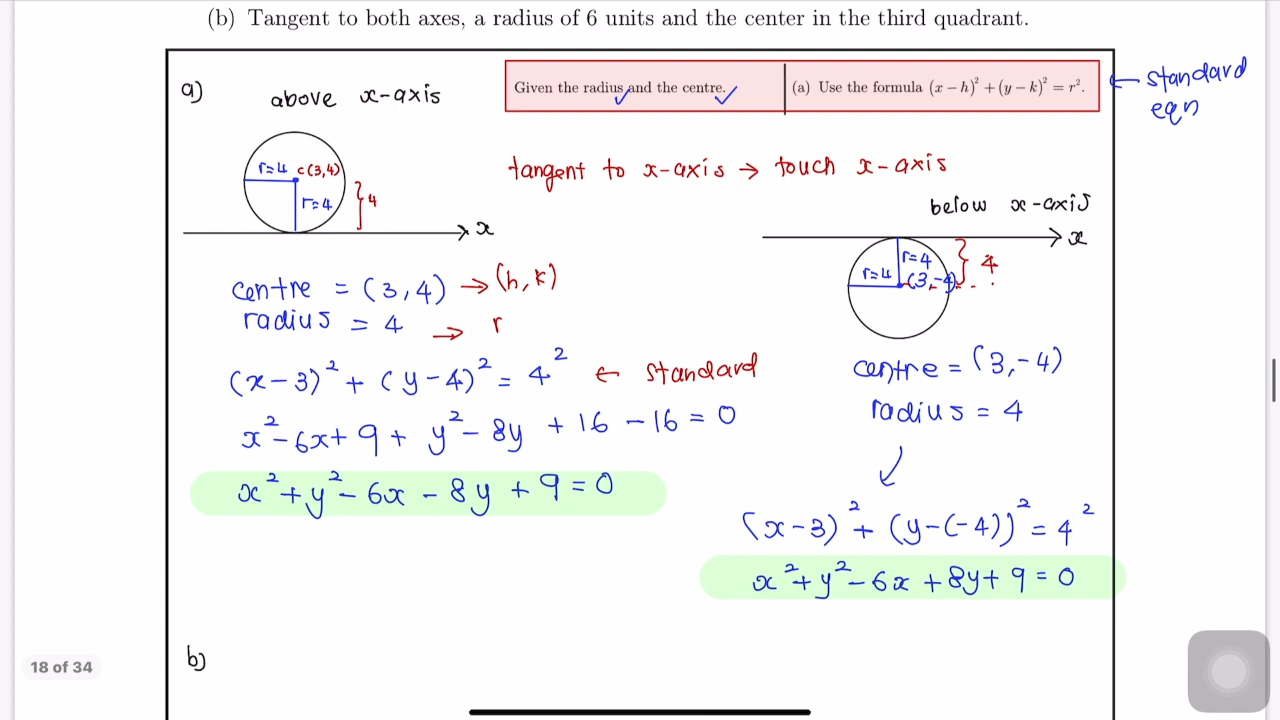 (b) Tangent to both axes, a radius of 6 units and the center in the third quadrant.
a)
above x-axis
Given the radius and the centre.
(a) Use the formula (x − h)² + (y − k)² = r².
← standard
eqn
tangent to x-axis → touch x-axis
r=4 c(3,4)
r=4
4
x
below x-axis
x
r=4
r=4
(3,-4)
4
centre = (3,4) → (h,k)
radius = 4 → r
(x-3)² + (y-4)² = 4² ← standard
x²-6x+9+y²-8y+16-16=0
x²+y²-6x-8y+9=0
centre = (3,-4)
radius = 4
(x-3)²+(y-(-4))²=4²
x²+y²-6x+8y+9=0
b)
18 of 34